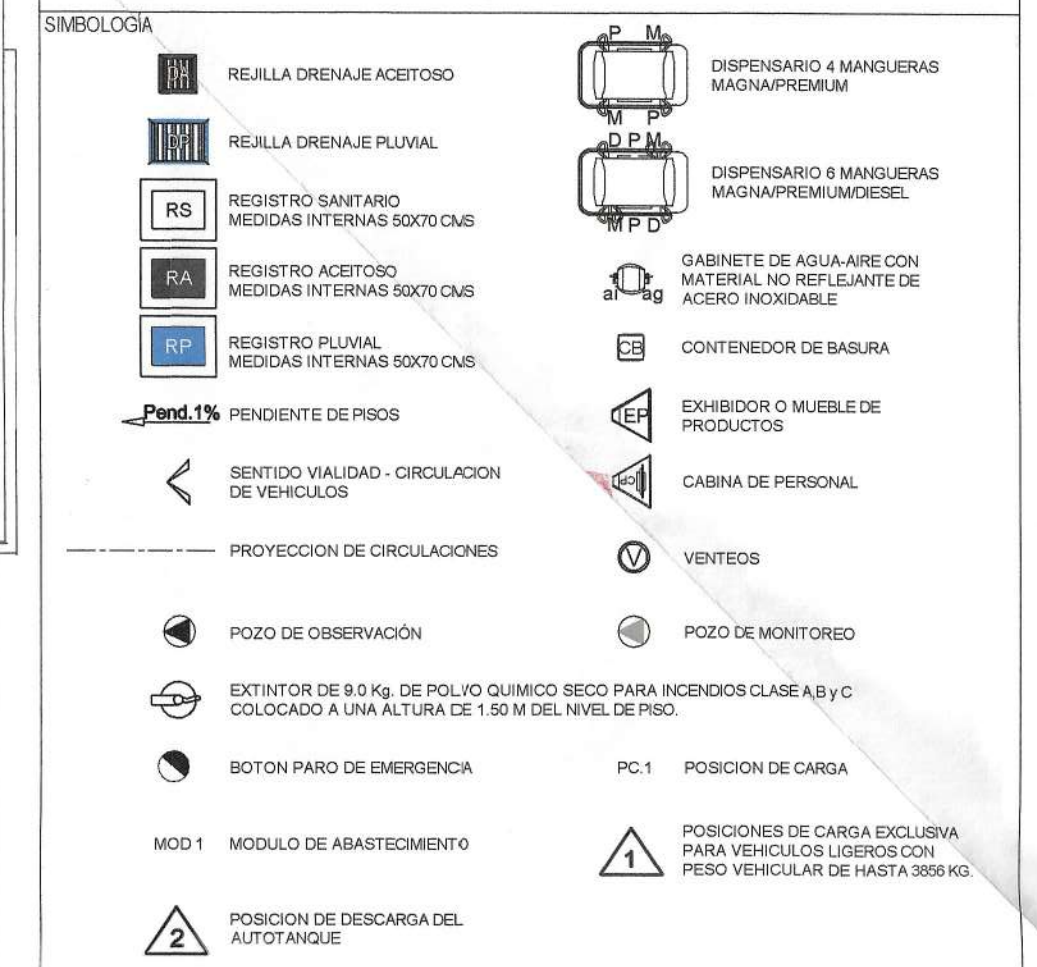 SIMBOLOGÍA
DA
REJILLA DRENAJE ACEITOSO
DP
REJILLA DRENAJE PLUVIAL
RS
REGISTRO SANITARIO
MEDIDAS INTERNAS 50X70 CMS
RA
REGISTRO ACEITOSO
MEDIDAS INTERNAS 50X70 CMS
RP
REGISTRO PLUVIAL
MEDIDAS INTERNAS 50X70 CMS
Pend.1%
PENDIENTE DE PISOS
SENTIDO VIALIDAD - CIRCULACION
DE VEHICULOS
PROYECCION DE CIRCULACIONES
POZO DE OBSERVACIÓN
EXTINTOR DE 9.0 Kg. DE POLVO QUIMICO SECO PARA INCENDIOS CLASE A,B y C
COLOCADO A UNA ALTURA DE 1.50 M DEL NIVEL DE PISO.
BOTON PARO DE EMERGENCIA
MOD 1
MODULO DE ABASTECIMIENTO
2
POSICION DE DESCARGA DEL
AUTOTANQUE
P M
M P
DISPENSARIO 4 MANGUERAS
MAGNA/PREMIUM
D P M
M P D
DISPENSARIO 6 MANGUERAS
MAGNA/PREMIUM/DIESEL
ai ag
GABINETE DE AGUA-AIRE CON
MATERIAL NO REFLEJANTE DE
ACERO INOXIDABLE
CB
CONTENEDOR DE BASURA
EP
EXHIBIDOR O MUEBLE DE
PRODUCTOS
CP
CABINA DE PERSONAL
V
VENTEOS
POZO DE MONITOREO
PC.1
POSICION DE CARGA
1
POSICIONES DE CARGA EXCLUSIVA
PARA VEHICULOS LIGEROS CON
PESO VEHICULAR DE HASTA 3856 KG.